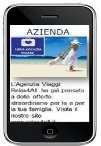 AZIENDA
L'Agenzia Viaggi
Relax4All ha già pensato
a delle offerte
straordinarie per te e per
la tua famiglia. Visita il
nostro sito